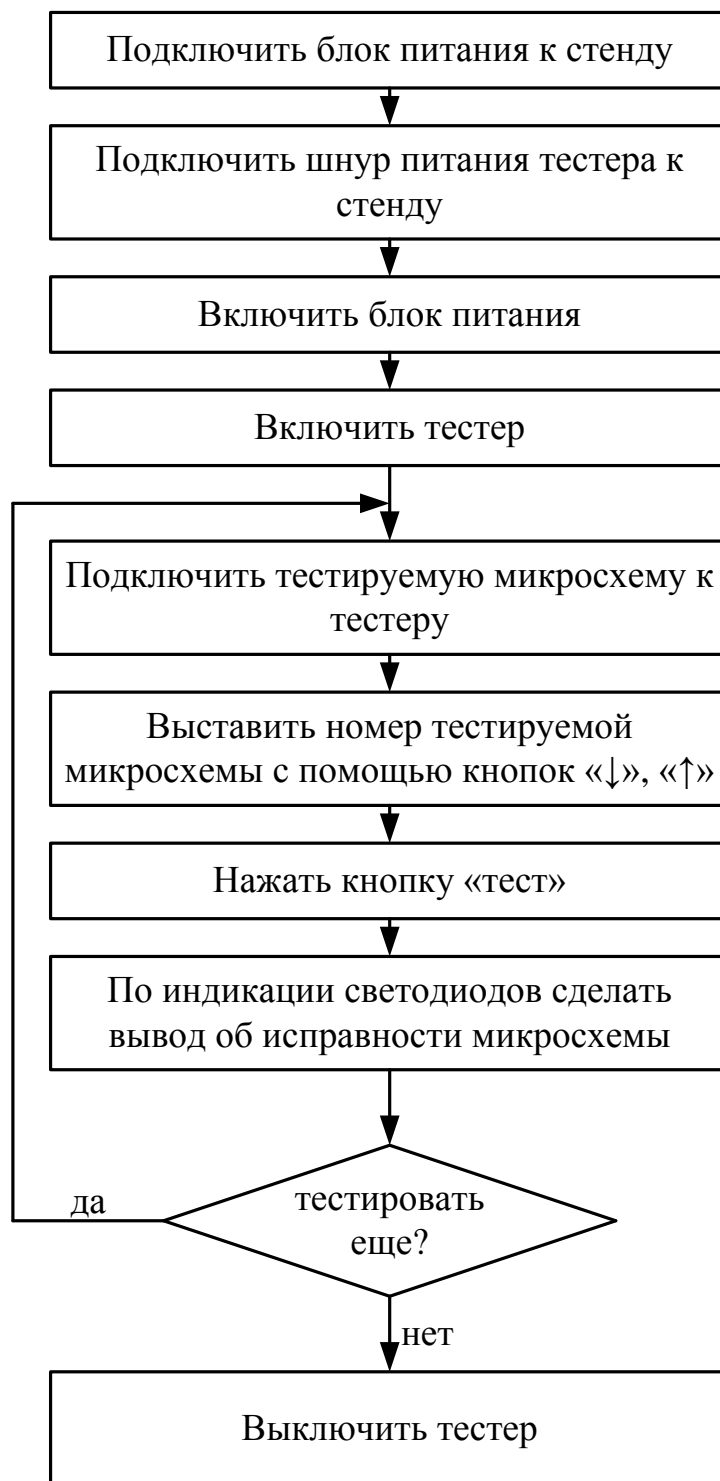 Подключить блок питания к стенду
Подключить шнур питания тестера к
стенду
Включить блок питания
Включить тестер
Подключить тестируемую микросхему к
тестеру
Выставить номер тестируемой
микросхемы с помощью кнопок «↓», «↑»
Нажать кнопку «тест»
По индикации светодиодов сделать
вывод об исправности микросхемы
да
тестировать
еще?
нет
Выключить тестер